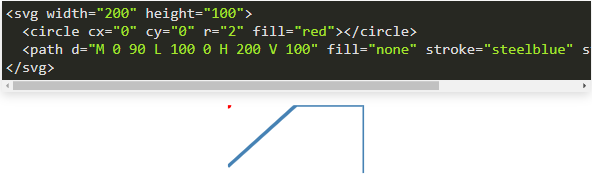 <svg width="200" height="100">
<circle cx="0" cy="0" r="2" fill="red"></circle>
<path d="M 0 90 L 100 0 H 200 V 100" fill="none" stroke="steelblue" s
</svg>